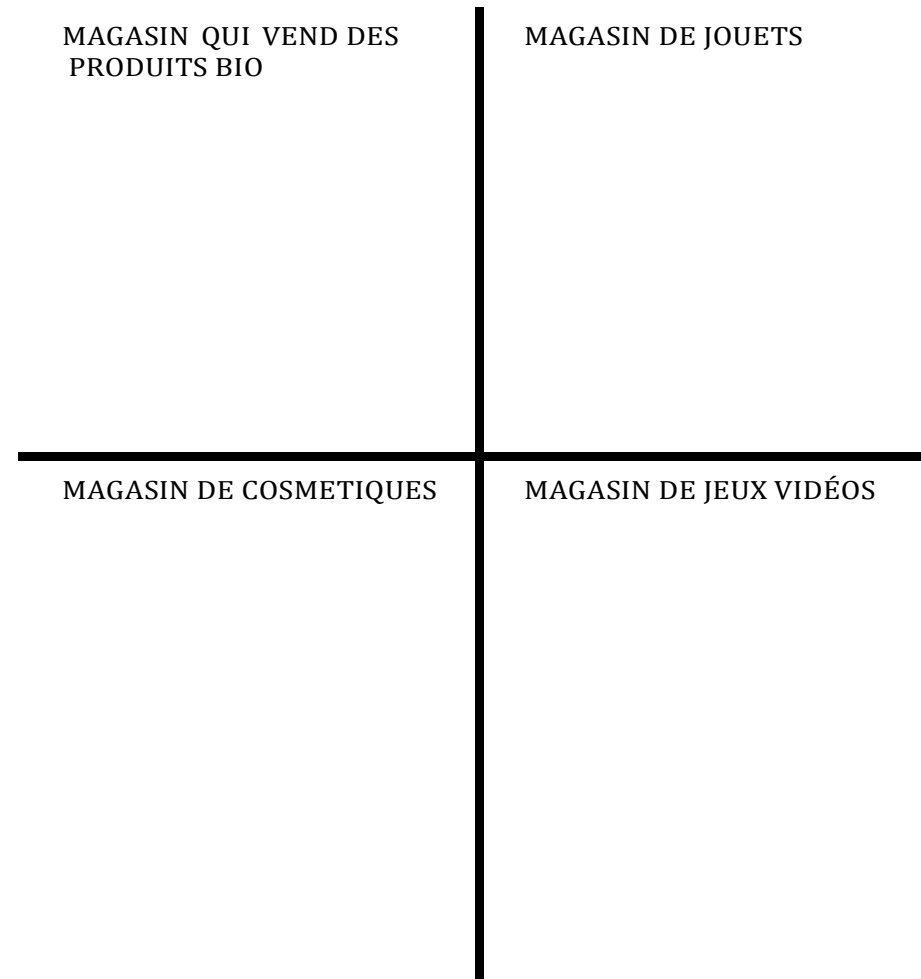 MAGASIN QUI VEND DES
PRODUITS BIO
MAGASIN DE JOUETS
MAGASIN DE COSMETIQUES
MAGASIN DE JEUX VIDÉOS